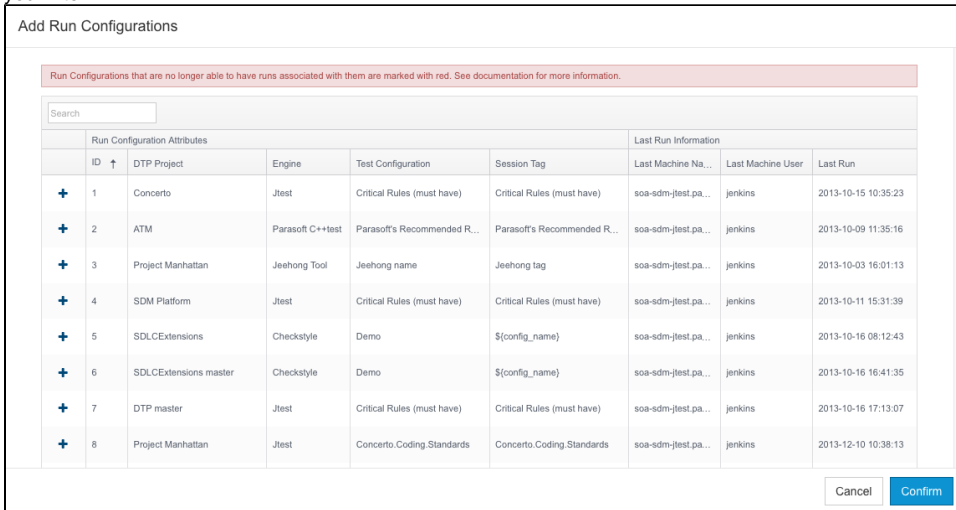 Add Run Configurations
Run Configurations that are no longer able to have runs associated with them are marked with red. See documentation for more information.
Search
Run Configuration Attributes Last Run Information
ID ↑ DTP Project Engine Test Configuration Session Tag Last Machine Na... Last Machine User Last Run
+ 1 Concerto Jtest Critical Rules (must have) Critical Rules (must have) soa-sdm-jtest.pa... jenkins 2013-10-15 10:35:23
+ 2 ATM Parasoft C++test Parasoft's Recommended R... Parasoft's Recommended R... soa-sdm-jtest.pa... jenkins 2013-10-09 11:35:16
+ 3 Project Manhattan Jeehong Tool Jeehong name Jeehong tag soa-sdm-jtest.pa... jenkins 2013-10-03 16:01:13
+ 4 SDM Platform Jtest Critical Rules (must have) Critical Rules (must have) soa-sdm-jtest.pa... jenkins 2013-10-11 15:31:39
+ 5 SDLCExtensions Checkstyle Demo ${config_name} soa-sdm-jtest.pa... jenkins 2013-10-16 08:12:43
+ 6 SDLCExtensions master Checkstyle Demo ${config_name} soa-sdm-jtest.pa... jenkins 2013-10-16 16:41:35
+ 7 DTP master Jtest Critical Rules (must have) Critical Rules (must have) soa-sdm-jtest.pa... jenkins 2013-10-16 17:13:07
+ 8 Project Manhattan Jtest Concerto.Coding.Standards Concerto.Coding.Standards soa-sdm-jtest.pa... jenkins 2013-12-10 10:38:13
Cancel Confirm